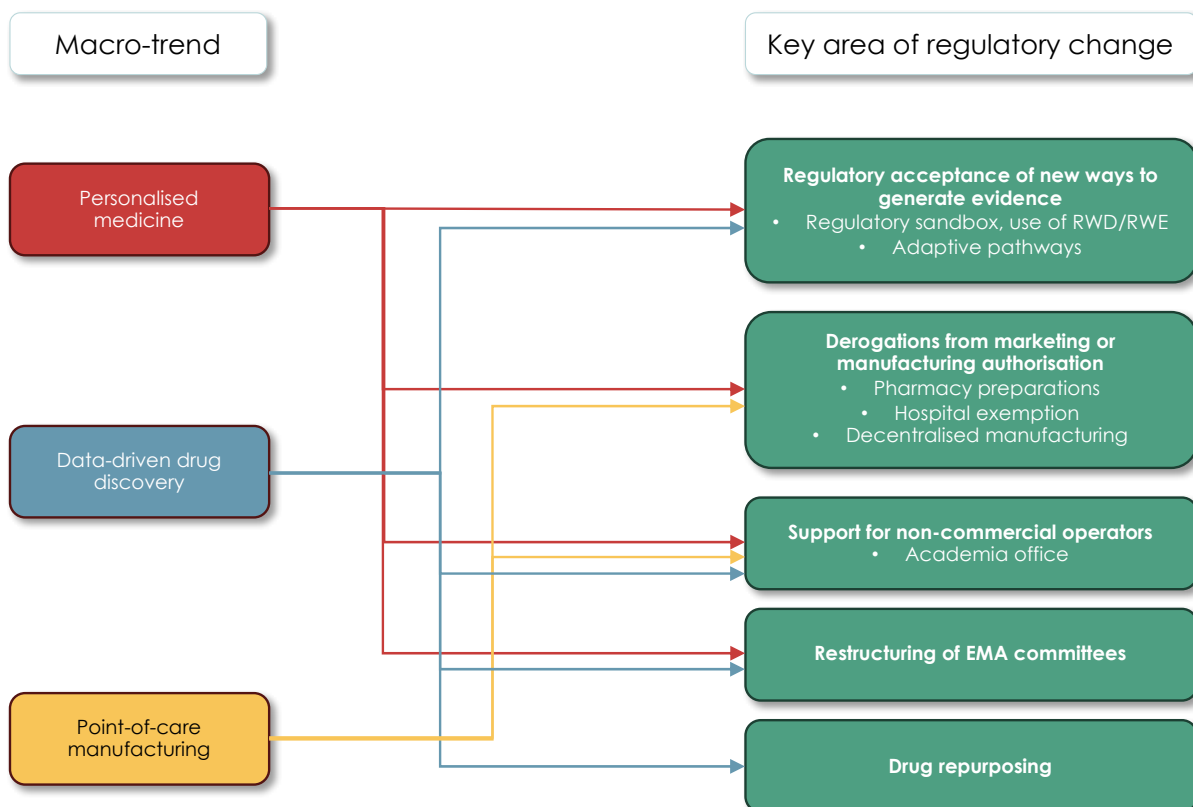 Macro-trend
Key area of regulatory change
Personalised
medicine
Regulatory acceptance of new ways to
generate evidence
• Regulatory sandbox, use of RWD/RWE
• Adaptive pathways
Derogations from marketing or
manufacturing authorisation
• Pharmacy preparations
• Hospital exemption
• Decentralised manufacturing
Data-driven drug
discovery
Support for non-commercial operators
• Academia office
Restructuring of EMA committees
Point-of-care
manufacturing
Drug repurposing